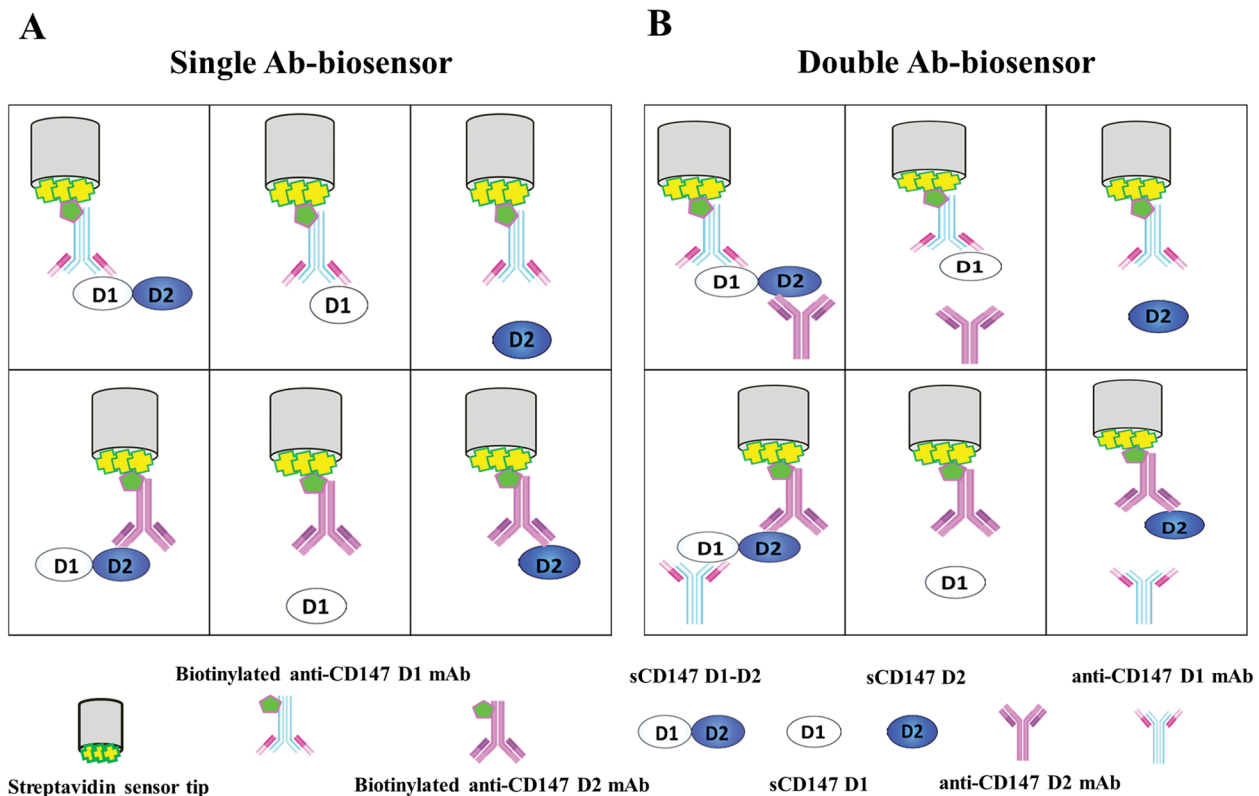 A
B
Single Ab-biosensor
Double Ab-biosensor
D1 D2
D1
D2
D1 D2
D1
D2
D1 D2
D1
D2
D1 D2
D1
D2
Biotinylated anti-CD147 D1 mAb
sCD147 D1-D2
sCD147 D2
anti-CD147 D1 mAb
D1 D2
D1
D2
Streptavidin sensor tip
Biotinylated anti-CD147 D2 mAb
sCD147 D1
anti-CD147 D2 mAb